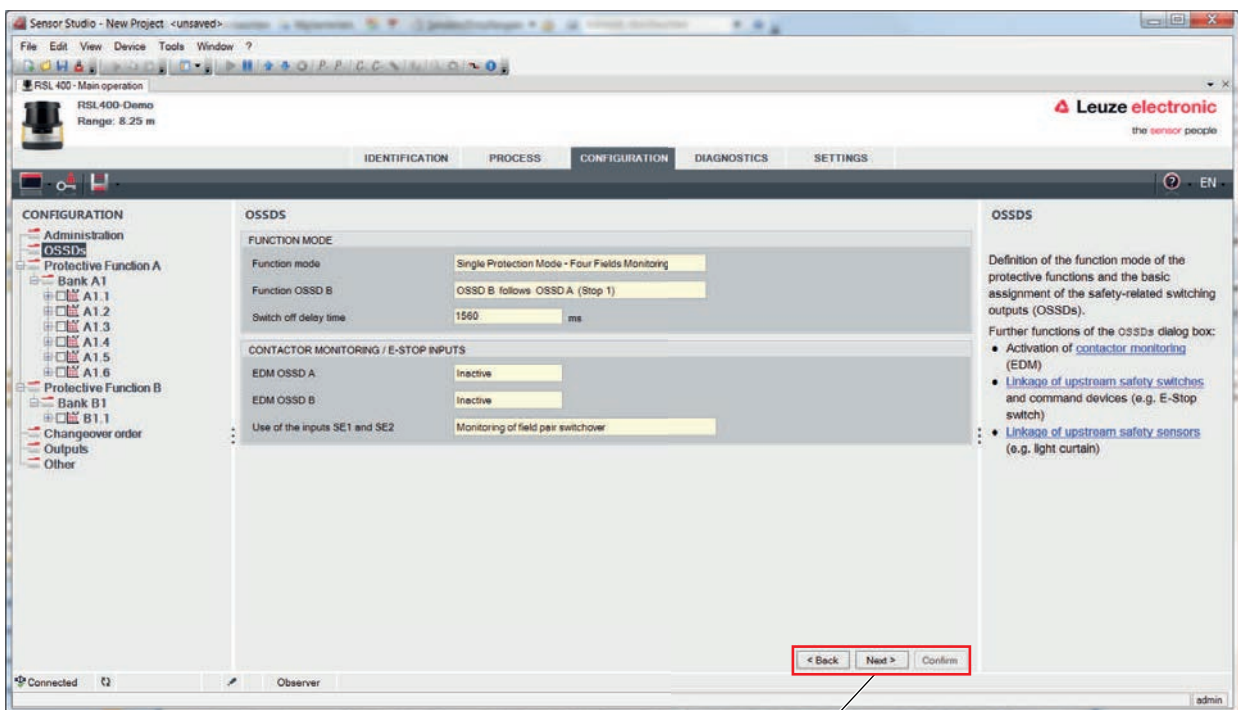 Sensor Studio - New Project <unsaved>
File Edit View Device Tools Window ?
RSL 400 - Main operation
RSL400-Demo
Range: 8.25 m
Leuze electronic
the sensor people
IDENTIFICATION PROCESS CONFIGURATION DIAGNOSTICS SETTINGS
EN
CONFIGURATION
Administration
OSSDs
Protective Function A
Bank A1
A1.1
A1.2
A1.3
A1.4
A1.5
A1.6
Protective Function B
Bank B1
B1.1
Changeover order
Outputs
Other
OSSDS
FUNCTION MODE
Function mode Single Protection Mode - Four Fields Monitoring
Function OSSD B OSSD B follows OSSD A (Stop 1)
Switch off delay time 1560 ms
CONTACTOR MONITORING / E-STOP INPUTS
EDM OSSD A Inactive
EDM OSSD B Inactive
Use of the inputs SE1 and SE2 Monitoring of field pair switchover
OSSDS
Definition of the function mode of the
protective functions and the basic
assignment of the safety-related switching
outputs (OSSDs).
Further functions of the OSSDs dialog box:
• Activation of contactor monitoring
(EDM)
• Linkage of upstream safety switches
and command devices (e.g. E-Stop
switch)
• Linkage of upstream safety sensors
(e.g. light curtain)
< Back Next > Confirm
Connected Observer
admin